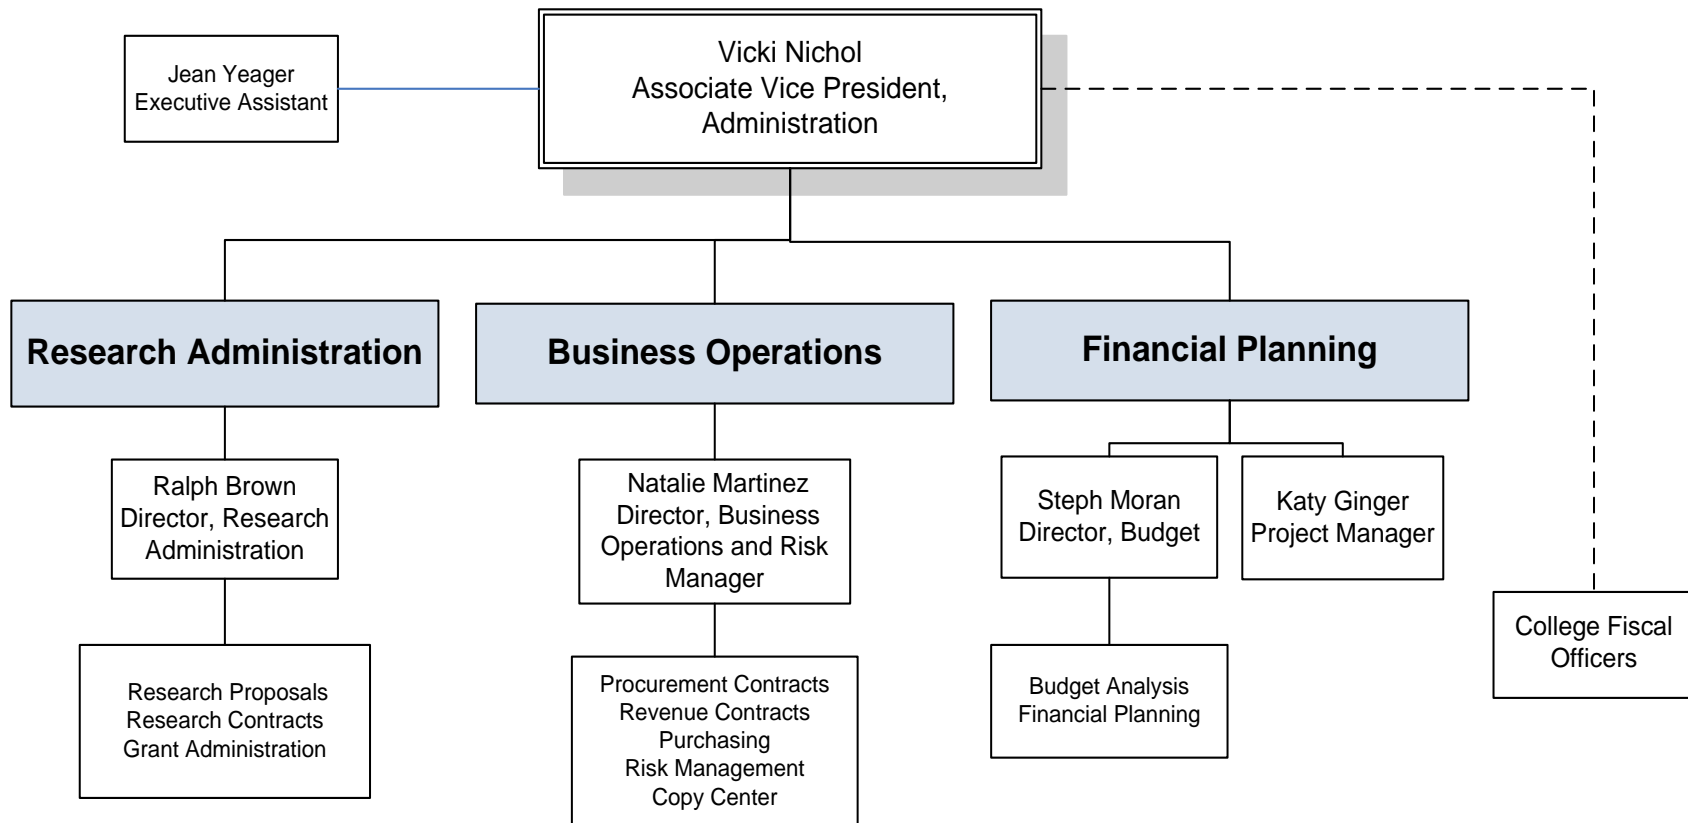 Vicki Nichol
Associate Vice President,
Administration
Jean Yeager
Executive Assistant
Research Administration
Business Operations
Financial Planning
Ralph Brown
Director, Research
Administration
Natalie Martinez
Director, Business
Operations and Risk
Manager
Steph Moran
Director, Budget
Katy Ginger
Project Manager
College Fiscal
Officers
Research Proposals
Research Contracts
Grant Administration
Procurement Contracts
Revenue Contracts
Purchasing
Risk Management
Copy Center
Budget Analysis
Financial Planning